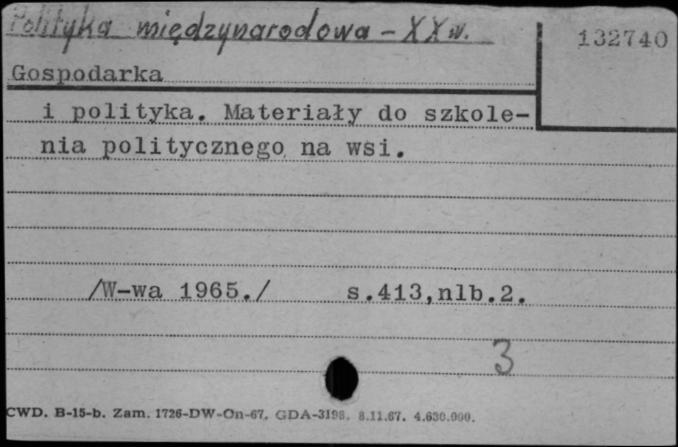 Polityka międzynarodowa - XX w.
132740
Gospodarka
i polityka. Materiały do szkole-
nia politycznego na wsi.
/W-wa 1965./ s.413,nlb.2.
3
CWD. B-15-b. Zam. 1726-DW-On-67. GDA-3198. 8.11.67. 4.630.000.